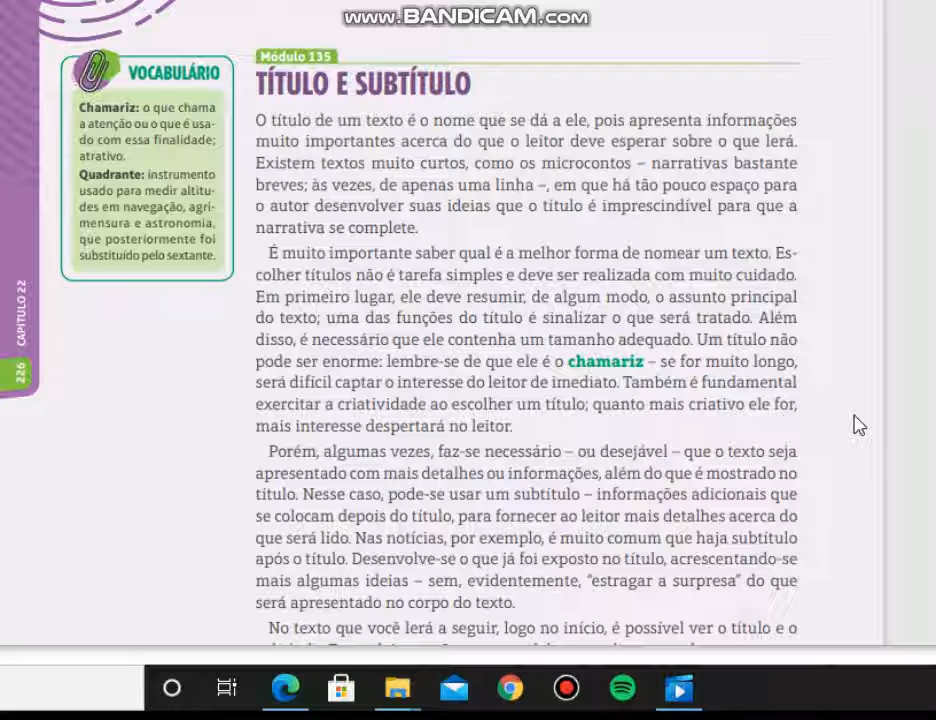 www.BANDICAM.com
VOCABULÁRIO
Chamariz: o que chama
a atenção ou o que é usa-
do com essa finalidade;
atrativo.
Quadrante: instrumento
usado para medir altitu-
des em navegação, agri-
mensura e astronomia,
que posteriormente foi
substituído pelo sextante.
CAPÍTULO 22
226
Módulo 135
TÍTULO E SUBTÍTULO
O título de um texto é o nome que se dá a ele, pois apresenta informações
muito importantes acerca do que o leitor deve esperar sobre o que lerá.
Existem textos muito curtos, como os microcontos – narrativas bastante
breves; às vezes, de apenas uma linha –, em que há tão pouco espaço para
o autor desenvolver suas ideias que o título é imprescindível para que a
narrativa se complete.
É muito importante saber qual é a melhor forma de nomear um texto. Es-
colher títulos não é tarefa simples e deve ser realizada com muito cuidado.
Em primeiro lugar, ele deve resumir, de algum modo, o assunto principal
do texto; uma das funções do título é sinalizar o que será tratado. Além
disso, é necessário que ele contenha um tamanho adequado. Um título não
pode ser enorme: lembre-se de que ele é o chamariz – se for muito longo,
será difícil captar o interesse do leitor de imediato. Também é fundamental
exercitar a criatividade ao escolher um título; quanto mais criativo ele for,
mais interesse despertará no leitor.
Porém, algumas vezes, faz-se necessário – ou desejável – que o texto seja
apresentado com mais detalhes ou informações, além do que é mostrado no
título. Nesse caso, pode-se usar um subtítulo – informações adicionais que
se colocam depois do título, para fornecer ao leitor mais detalhes acerca do
que será lido. Nas notícias, por exemplo, é muito comum que haja subtítulo
após o título. Desenvolve-se o que já foi exposto no título, acrescentando-se
mais algumas ideias – sem, evidentemente, "estragar a surpresa" do que
será apresentado no corpo do texto.
No texto que você lerá a seguir, logo no início, é possível ver o título e o